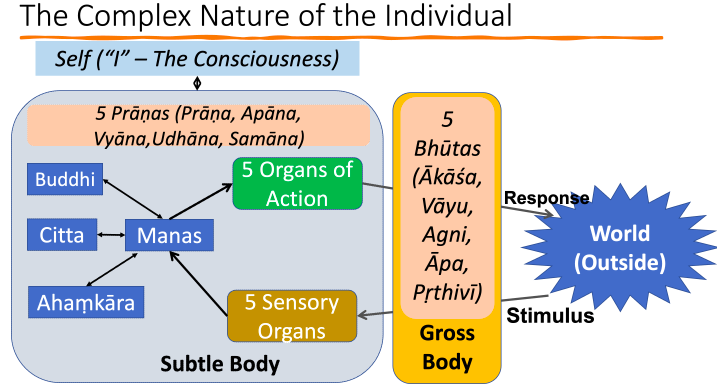 The Complex Nature of the Individual
Self (“I” – The Consciousness)
5 Prāṇas (Prāṇa, Apāna,
Vyāna,Udhāna, Samāna)
Buddhi
Citta
Ahaṃkāra
Manas
5 Organs of
Action
5 Sensory
Organs
Subtle Body
5
Bhūtas
(Ākāśa,
Vāyu,
Agni,
Āpa,
Pṛthivī)
Gross
Body
Response
Stimulus
World
(Outside)